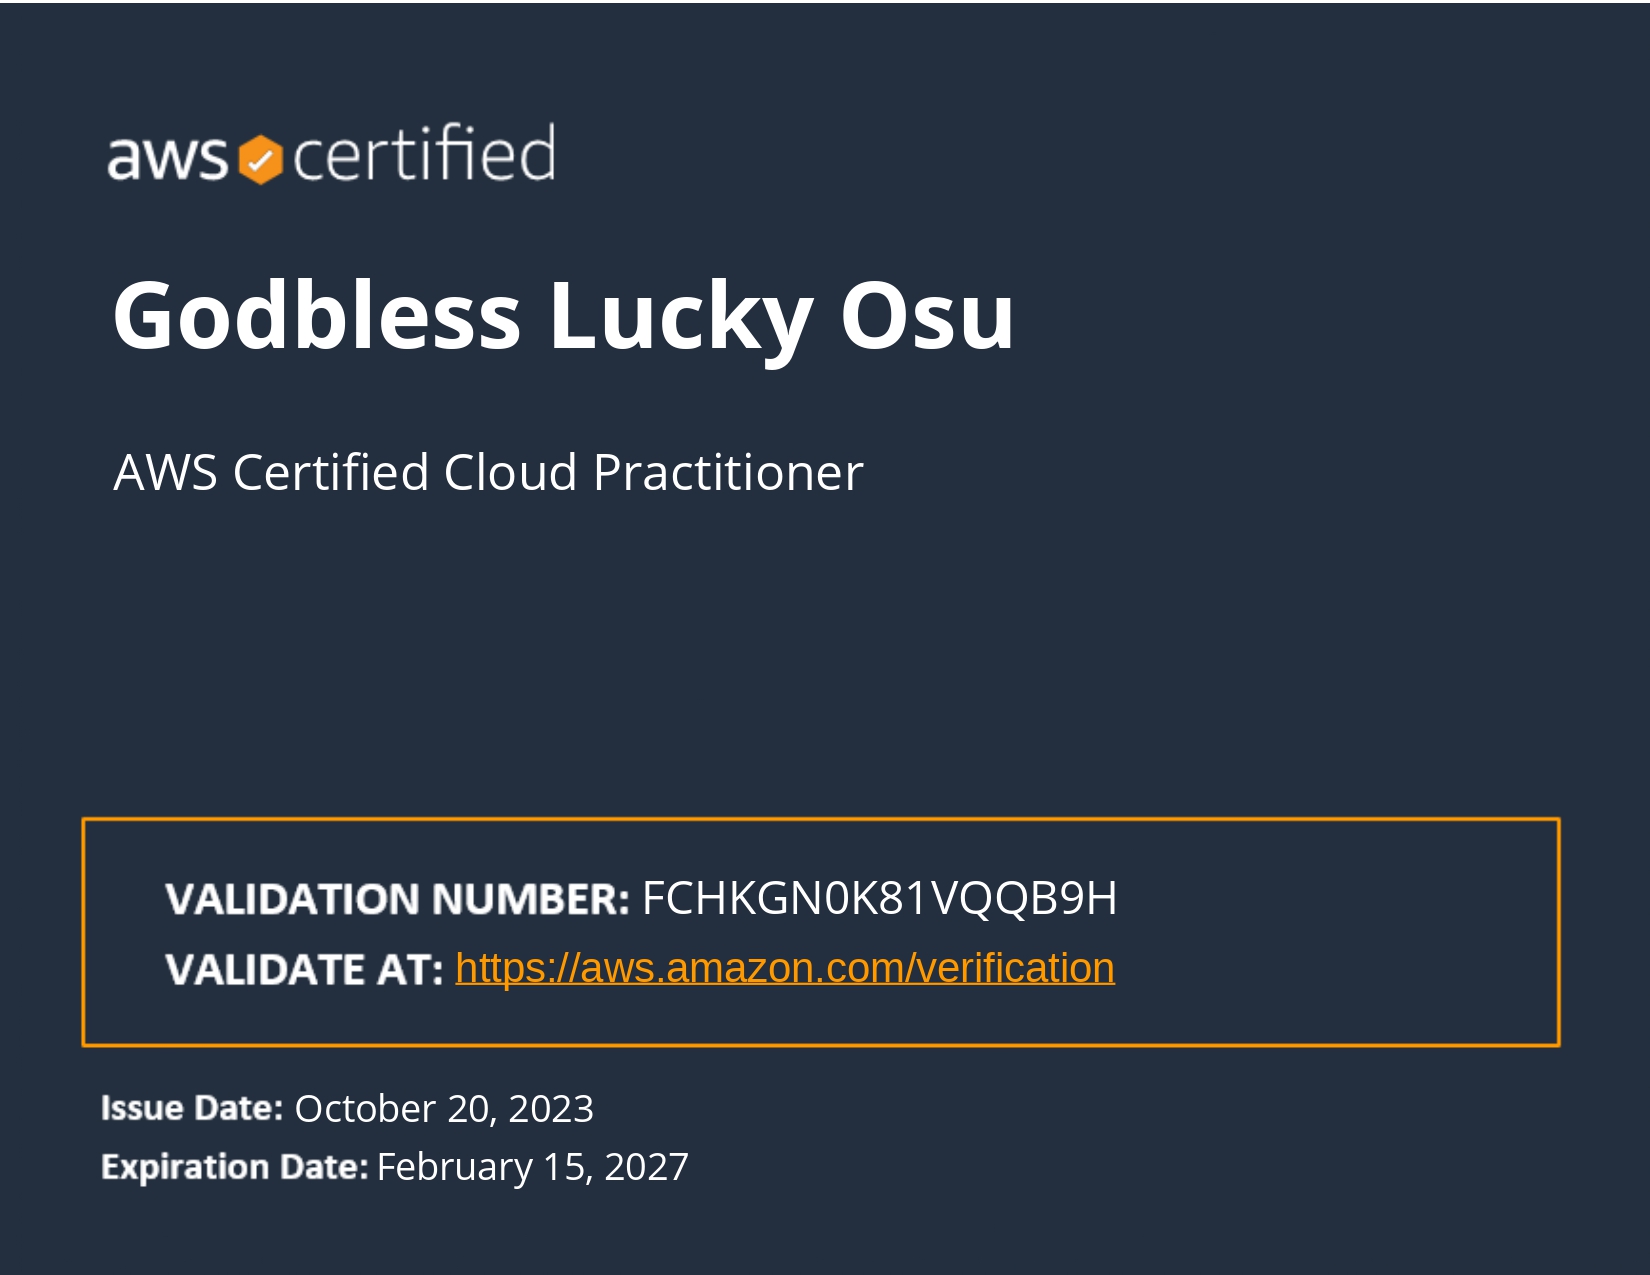 aws certified
Godbless Lucky Osu
AWS Certified Cloud Practitioner
VALIDATION NUMBER: FCHKGN0K81VQQB9H
VALIDATE AT: https://aws.amazon.com/verification
Issue Date: October 20, 2023
Expiration Date: February 15, 2027